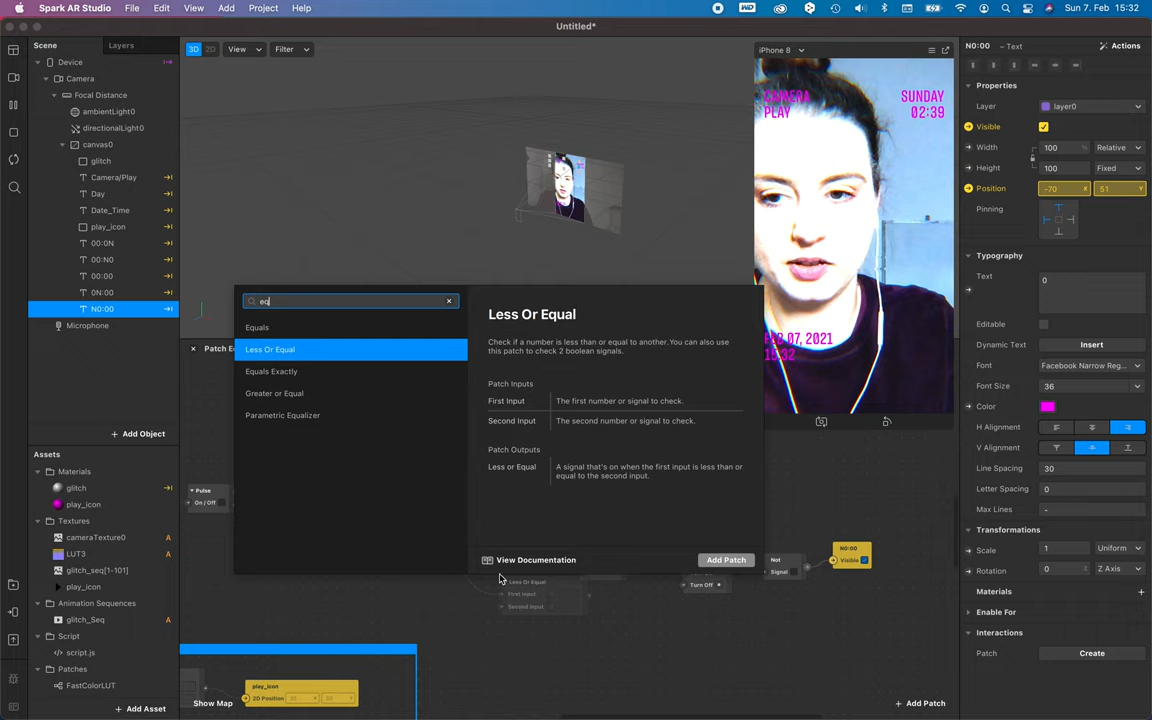 Spark AR Studio File Edit View Add Project Help Sun 7. Feb 15:32
Untitled*
Scene Layers
Device
Camera
Focal Distance
ambientLight0
directionalLight0
canvas0
glitch
Camera/Play
Day
Date_Time
play_icon
00:0N
00:N0
00:00
0N:00
N0:00
Microphone
Add Object
Assets
Materials
glitch
play_icon
Textures
cameraTexture0 A
LUT3 A
glitch_seq[1-101]
play_icon
Animation Sequences
glitch_Seq A
Script
script.js
Patches
FastColorLUT
Add Asset
3D 2D View Filter
iPhone 8
CAMERA
PLAY
SUNDAY
02:39
FEB 07, 2021
15:32
eq
Equals
Less Or Equal
Equals Exactly
Greater or Equal
Parametric Equalizer
Less Or Equal
Check if a number is less than or equal to another.You can also use
this patch to check 2 boolean signals.
Patch Inputs
First Input The first number or signal to check.
Second Input The second number or signal to check.
Patch Outputs
Less or Equal A signal that's on when the first input is less than or
equal to the second input.
View Documentation Add Patch
Pulse
On / Off
Less Or Equal
First Input
Second Input
Turn Off
Not
Signal
N0:00
Visible
play_icon
2D Position
Show Map
Add Patch
N0:00 – Text Actions
Properties
Layer layer0
Visible
Width 100 % Relative
Height 100 Fixed
Position -70 X 51 Y
Pinning
Typography
Text 0
Editable
Dynamic Text Insert
Font Facebook Narrow Reg...
Font Size 36
Color
H Alignment
V Alignment
Line Spacing 30
Letter Spacing 0
Max Lines -
Transformations
Scale 1 Uniform
Rotation 0 Z Axis
Materials
Enable For
Interactions
Patch Create